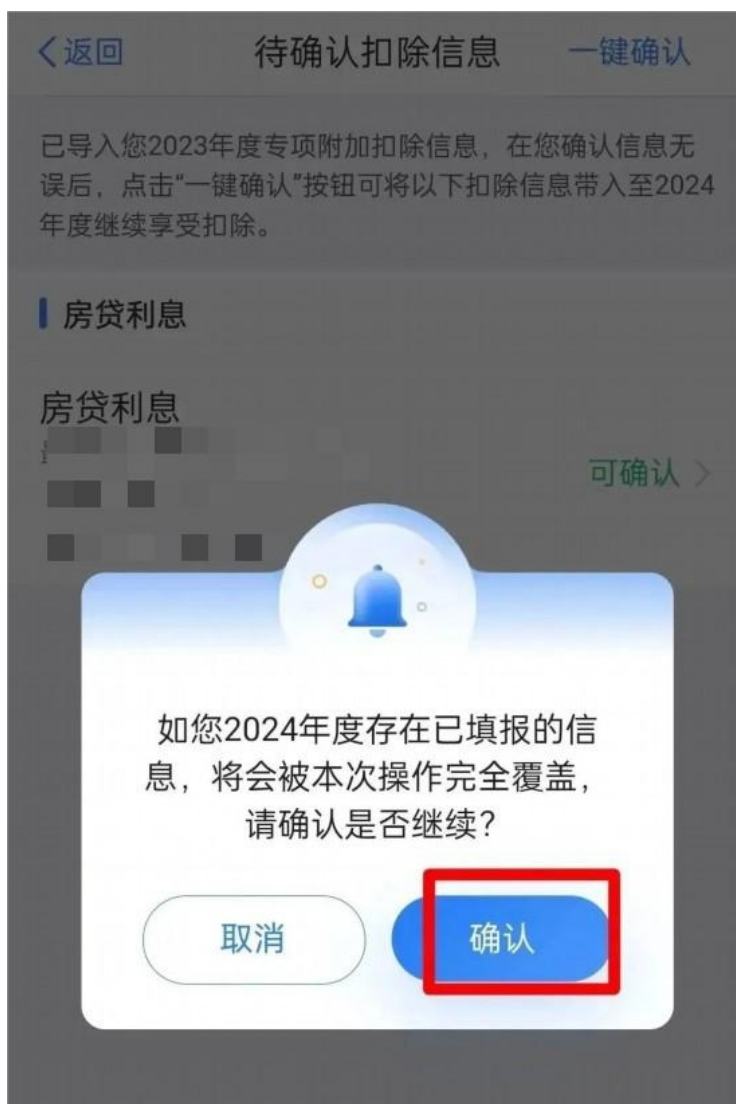 返回
待确认扣除信息
一键确认
已导入您2023年度专项附加扣除信息，在您确认信息无
误后，点击“一键确认”按钮可将以下扣除信息带入至2024
年度继续享受扣除。
房贷利息
房贷利息
可确认
如您2024年度存在已填报的信
息，将会被本次操作完全覆盖，
请确认是否继续？
取消
确认